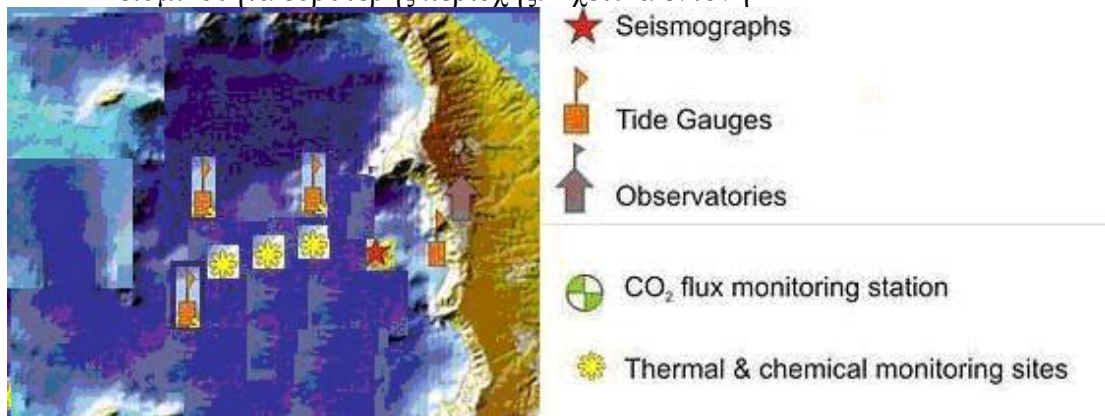 Seismographs
Tide Gauges
Observatories
CO₂ flux monitoring station
Thermal & chemical monitoring sites